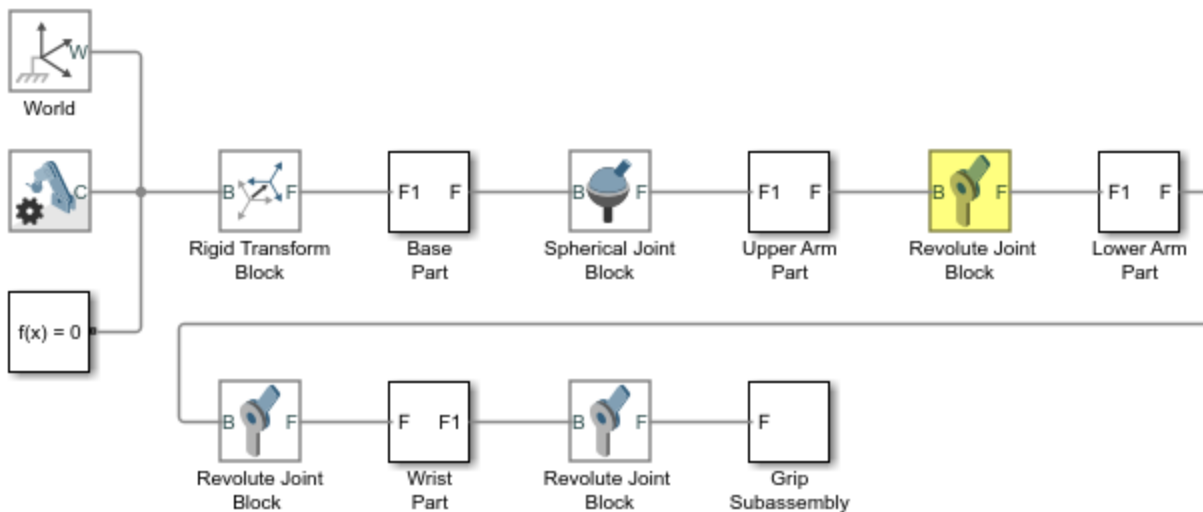 W
World
C
B F
Rigid Transform
Block
F1 F
Base
Part
B F
Spherical Joint
Block
F1 F
Upper Arm
Part
B F
Revolute Joint
Block
F1 F
Lower Arm
Part
f(x) = 0
B F
Revolute Joint
Block
F F1
Wrist
Part
B F
Revolute Joint
Block
F
Grip
Subassembly